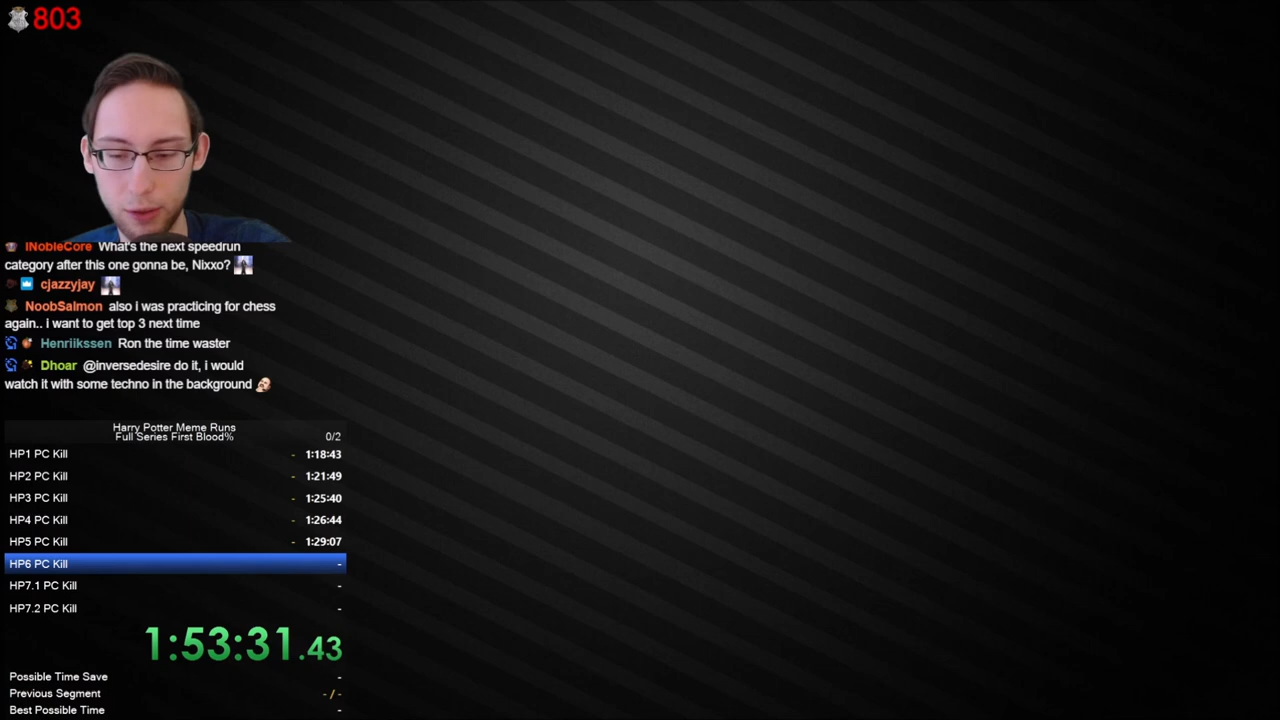 803
INobleCore What's the next speedrun
category after this one gonna be, Nixxo?
cjazzyjay
NoobSalmon also i was practicing for chess
again.. i want to get top 3 next time
Henriikssen Ron the time waster
Dhoar @inversedesire do it, i would
watch it with some techno in the background
Harry Potter Meme Runs
Full Series First Blood% 0/2
HP1 PC Kill - 1:18:43
HP2 PC Kill - 1:21:49
HP3 PC Kill - 1:25:40
HP4 PC Kill - 1:26:44
HP5 PC Kill - 1:29:07
HP6 PC Kill -
HP7.1 PC Kill -
HP7.2 PC Kill -
1:53:31.43
Possible Time Save -
Previous Segment - / -
Best Possible Time -